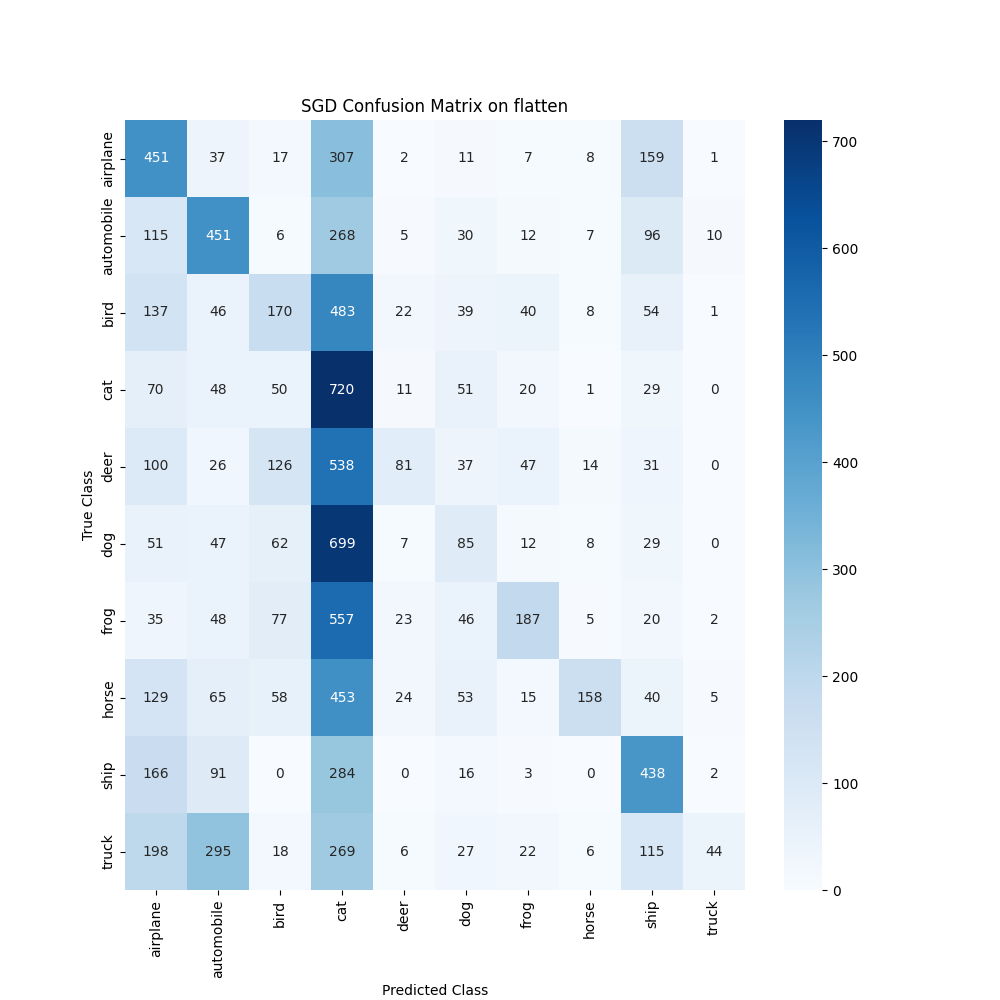 SGD Confusion Matrix on flatten
airplane 451 37 17 307 2 11 7 8 159 1
automobile 115 451 6 268 5 30 12 7 96 10
bird 137 46 170 483 22 39 40 8 54 1
cat 70 48 50 720 11 51 20 1 29 0
deer 100 26 126 538 81 37 47 14 31 0
dog 51 47 62 699 7 85 12 8 29 0
frog 35 48 77 557 23 46 187 5 20 2
horse 129 65 58 453 24 53 15 158 40 5
ship 166 91 0 284 0 16 3 0 438 2
truck 198 295 18 269 6 27 22 6 115 44
airplane automobile bird cat deer dog frog horse ship truck
True Class
Predicted Class
700
600
500
400
300
200
100
0